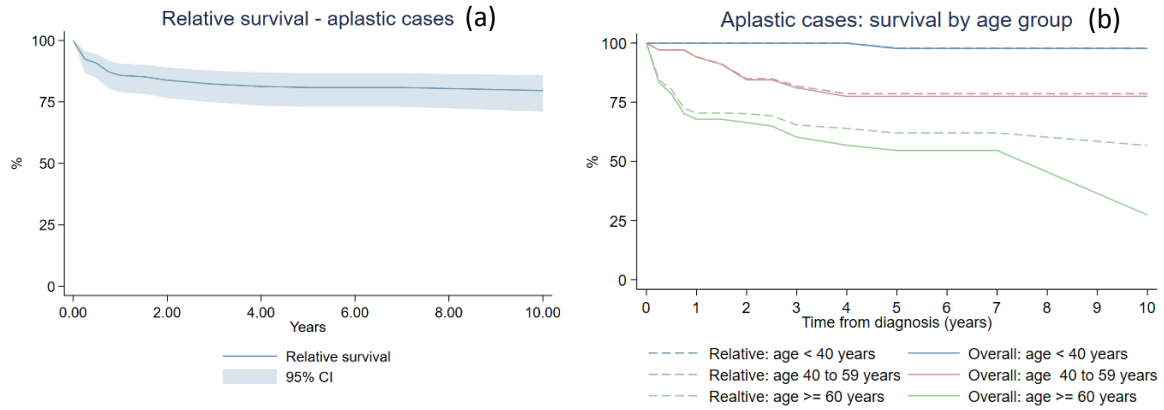 Relative survival - aplastic cases (a)
100
75
50
25
0
%
0.00 2.00 4.00 6.00 8.00 10.00
Years
Relative survival
95% CI
Aplastic cases: survival by age group (b)
100
75
50
25
0
%
0 1 2 3 4 5 6 7 8 9 10
Time from diagnosis (years)
Relative: age < 40 years Overall: age < 40 years
Relative: age 40 to 59 years Overall: age  40 to 59 years
Realtive: age >= 60 years Overall: age >= 60 years